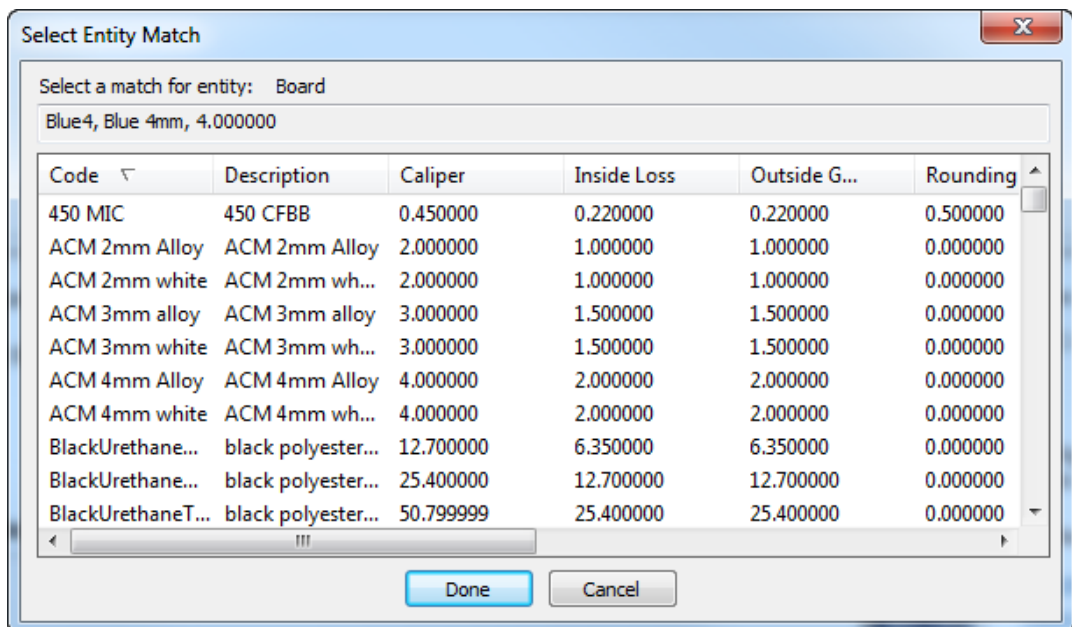 Select Entity Match
Select a match for entity: Board
Blue4, Blue 4mm, 4.000000
Code Description Caliper Inside Loss Outside G... Rounding
450 MIC 450 CFBB 0.450000 0.220000 0.220000 0.500000
ACM 2mm Alloy ACM 2mm Alloy 2.000000 1.000000 1.000000 0.000000
ACM 2mm white ACM 2mm wh... 2.000000 1.000000 1.000000 0.000000
ACM 3mm alloy ACM 3mm alloy 3.000000 1.500000 1.500000 0.000000
ACM 3mm white ACM 3mm wh... 3.000000 1.500000 1.500000 0.000000
ACM 4mm Alloy ACM 4mm Alloy 4.000000 2.000000 2.000000 0.000000
ACM 4mm white ACM 4mm wh... 4.000000 2.000000 2.000000 0.000000
BlackUrethane... black polyester... 12.700000 6.350000 6.350000 0.000000
BlackUrethane... black polyester... 25.400000 12.700000 12.700000 0.000000
BlackUrethaneT... black polyester... 50.799999 25.400000 25.400000 0.000000
Done Cancel